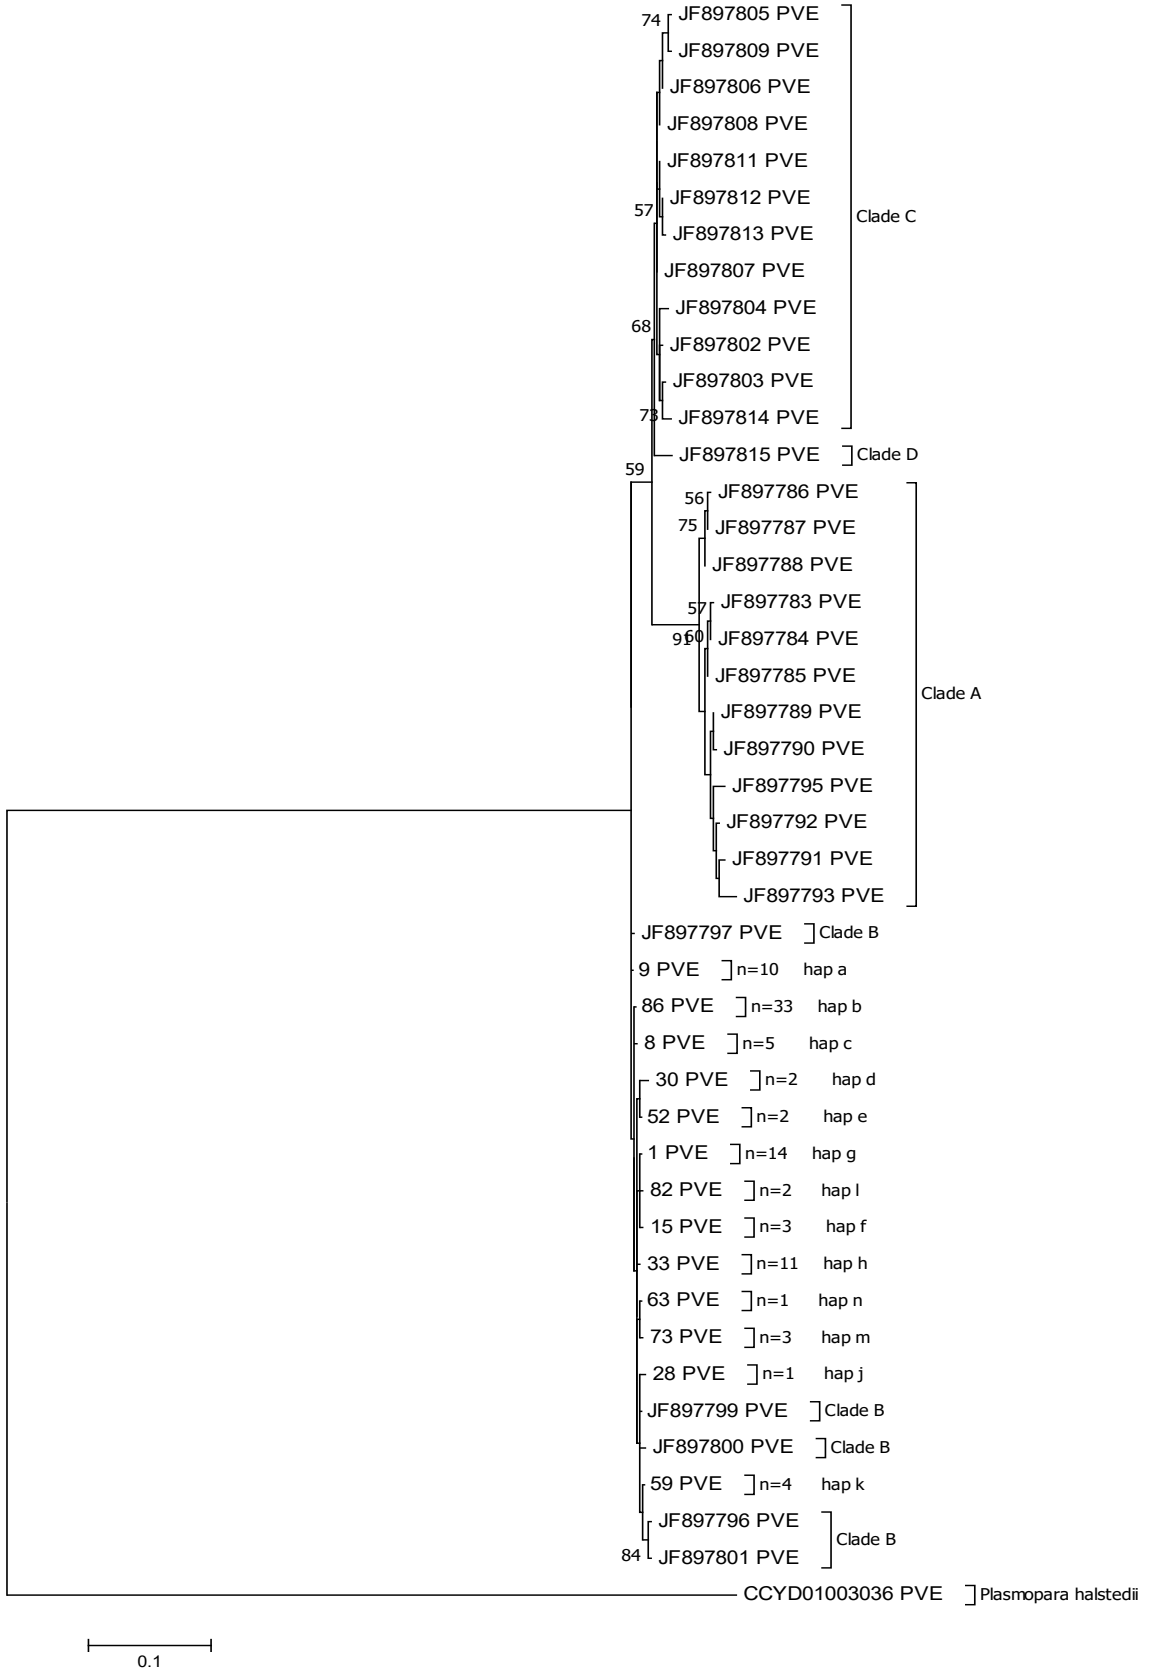 74
JF897805 PVE
JF897809 PVE
JF897806 PVE
JF897808 PVE
JF897811 PVE
JF897812 PVE
57
Clade C
JF897813 PVE
JF897807 PVE
JF897804 PVE
68
JF897802 PVE
JF897803 PVE
73
JF897814 PVE
JF897815 PVE Clade D
59
56
JF897786 PVE
75
JF897787 PVE
JF897788 PVE
57
JF897783 PVE
91
60
JF897784 PVE
JF897785 PVE
Clade A
JF897789 PVE
JF897790 PVE
JF897795 PVE
JF897792 PVE
JF897791 PVE
JF897793 PVE
JF897797 PVE Clade B
9 PVE n=10 hap a
86 PVE n=33 hap b
8 PVE n=5 hap c
30 PVE n=2 hap d
52 PVE n=2 hap e
1 PVE n=14 hap g
82 PVE n=2 hap l
15 PVE n=3 hap f
33 PVE n=11 hap h
63 PVE n=1 hap n
73 PVE n=3 hap m
28 PVE n=1 hap j
JF897799 PVE Clade B
JF897800 PVE Clade B
59 PVE n=4 hap k
JF897796 PVE
Clade B
84
JF897801 PVE
CCYD01003036 PVE Plasmopara halstedii
0.1